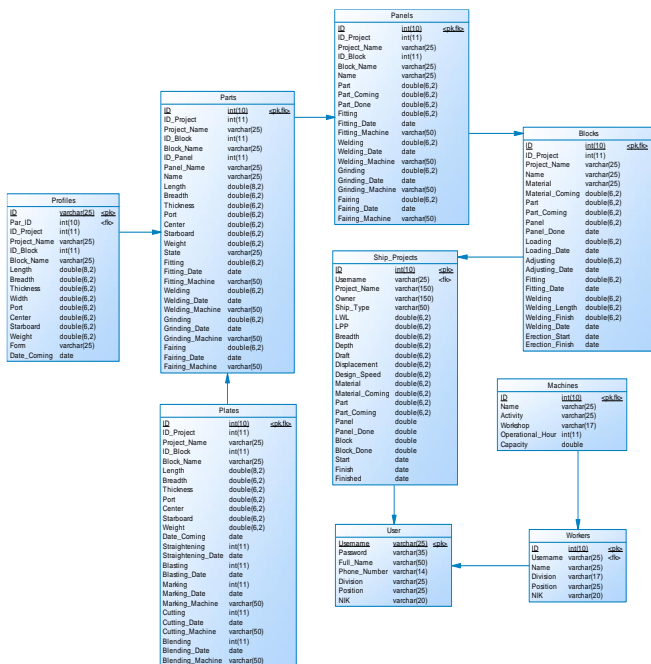 Panels
ID int(10) <pk,fk>
ID_Project int(11)
Project_Name varchar(25)
ID_Block int(11)
Block_Name varchar(25)
Name varchar(25)
Part double(6,2)
Part_Coming double(6,2)
Part_Done double(6,2)
Fitting double(6,2)
Fitting_Date date
Fitting_Machine varchar(50)
Welding double(6,2)
Welding_Date date
Welding_Machine varchar(50)
Grinding double(6,2)
Grinding_Date date
Grinding_Machine varchar(50)
Fairing double(6,2)
Fairing_Date date
Fairing_Machine varchar(50)
Parts
ID int(10) <pk,fk>
ID_Project int(11)
Project_Name varchar(25)
ID_Block int(11)
Block_Name varchar(25)
ID_Panel int(11)
Panel_Name varchar(25)
Name varchar(25)
Length double(8,2)
Breadth double(6,2)
Thickness double(6,2)
Port double(6,2)
Center double(6,2)
Starboard double(6,2)
Weight double(6,2)
State varchar(25)
Fitting double(6,2)
Fitting_Date date
Fitting_Machine varchar(50)
Welding double(6,2)
Welding_Date date
Welding_Machine varchar(50)
Grinding double(6,2)
Grinding_Date date
Grinding_Machine varchar(50)
Fairing double(6,2)
Fairing_Date date
Fairing_Machine varchar(50)
Blocks
ID int(10) <pk,fk>
ID_Project int(11)
Project_Name varchar(25)
Name varchar(25)
Material varchar(25)
Material_Coming double(6,2)
Part double(6,2)
Part_Coming double(6,2)
Panel double(6,2)
Panel_Done date
Loading double(6,2)
Loading_Date date
Adjusting double(6,2)
Adjusting_Date date
Fitting double(6,2)
Fitting_Date date
Welding double(6,2)
Welding_Length double(6,2)
Welding_Finish double(6,2)
Welding_Date date
Erection_Start date
Erection_Finish date
Profiles
ID varchar(25) <pk>
Par_ID int(10) <fk>
ID_Project int(11)
Project_Name varchar(25)
ID_Block int(11)
Block_Name varchar(25)
Length double(8,2)
Breadth double(6,2)
Thickness double(6,2)
Width double(6,2)
Port double(6,2)
Center double(6,2)
Starboard double(6,2)
Weight double(6,2)
Form varchar(25)
Date_Coming date
Ship_Projects
ID int(10) <pk>
Username varchar(25) <fk>
Project_Name varchar(150)
Owner varchar(150)
Ship_Type varchar(50)
LWL double(6,2)
LPP double(6,2)
Breadth double(6,2)
Depth double(6,2)
Draft double(6,2)
Displacement double(6,2)
Design_Speed double(6,2)
Material double(6,2)
Material_Coming double(6,2)
Part double(6,2)
Part_Coming double(6,2)
Panel double
Panel_Done double
Block double
Block_Done double
Start date
Finish date
Finished date
Machines
ID int(10) <pk,fk>
Name varchar(25)
Activity varchar(25)
Workshop varchar(17)
Operational_Hour int(11)
Capacity double
Plates
ID int(10) <pk,fk>
ID_Project int(11)
Project_Name varchar(25)
ID_Block int(11)
Block_Name varchar(25)
Length double(8,2)
Breadth double(6,2)
Thickness double(6,2)
Port double(6,2)
Center double(6,2)
Starboard double(6,2)
Weight double(6,2)
Date_Coming date
Straightening int(11)
Straightening_Date date
Blasting int(11)
Blasting_Date date
Marking int(11)
Marking_Date date
Marking_Machine varchar(50)
Cutting int(11)
Cutting_Date date
Cutting_Machine varchar(50)
Blending int(11)
Blending_Date date
Blending_Machine varchar(50)
User
Username varchar(25) <pk>
Password varchar(35)
Full_Name varchar(50)
Phone_Number varchar(14)
Division varchar(25)
Position varchar(25)
NIK varchar(20)
Workers
ID int(10) <pk>
Username varchar(25) <fk>
Name varchar(25)
Division varchar(17)
Position varchar(25)
NIK varchar(20)